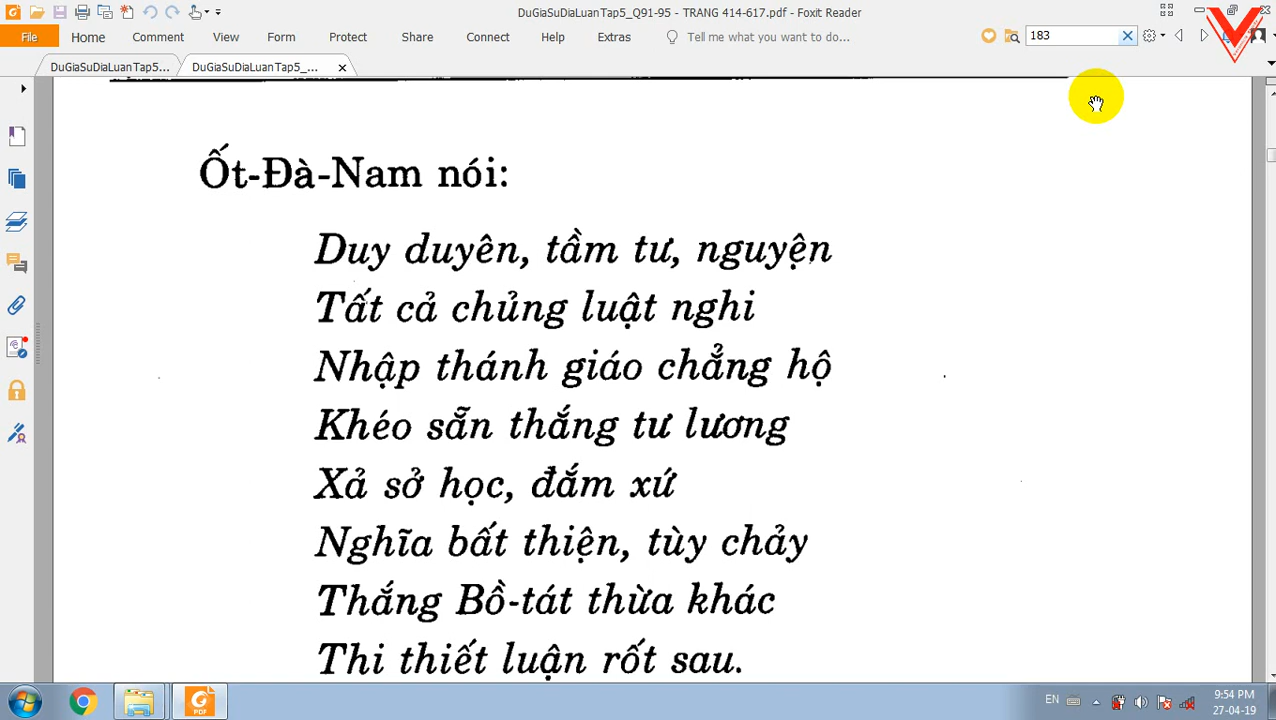 DuGiaSuDiaLuanTap5_Q91-95 - TRANG 414-617.pdf - Foxit Reader
File Home Comment View Form Protect Share Connect Help Extras Tell me what you want to do... 183
DuGiaSuDiaLuanTap5... DuGiaSuDiaLuanTap5_...
Ốt-Đà-Nam nói:
Duy duyên, tầm tư, nguyện
Tất cả chủng luật nghi
Nhập thánh giáo chẳng hộ
Khéo sẵn thắng tư lương
Xả sở học, đắm xứ
Nghĩa bất thiện, tùy chảy
Thắng Bồ-tát thừa khác
Thi thiết luận rốt sau.
PDF
EN
9:54 PM
27-04-19